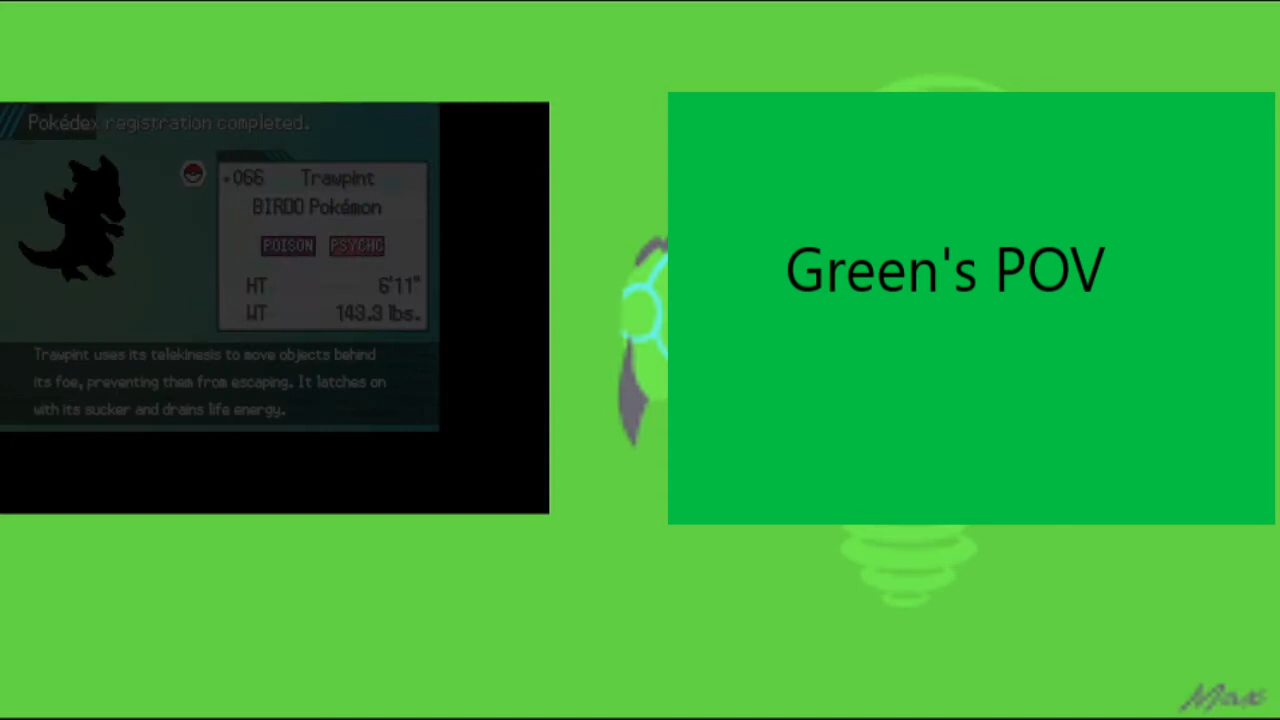 Pokédex registration completed.
066 Trawpint
BIRDO Pokémon
POISON PSYCHC
HT 6'11"
WT 143.3 lbs.
Trawpint uses its telekinesis to move objects behind
its foe, preventing them from escaping. It latches on
with its sucker and drains life energy.
Green's POV
Max